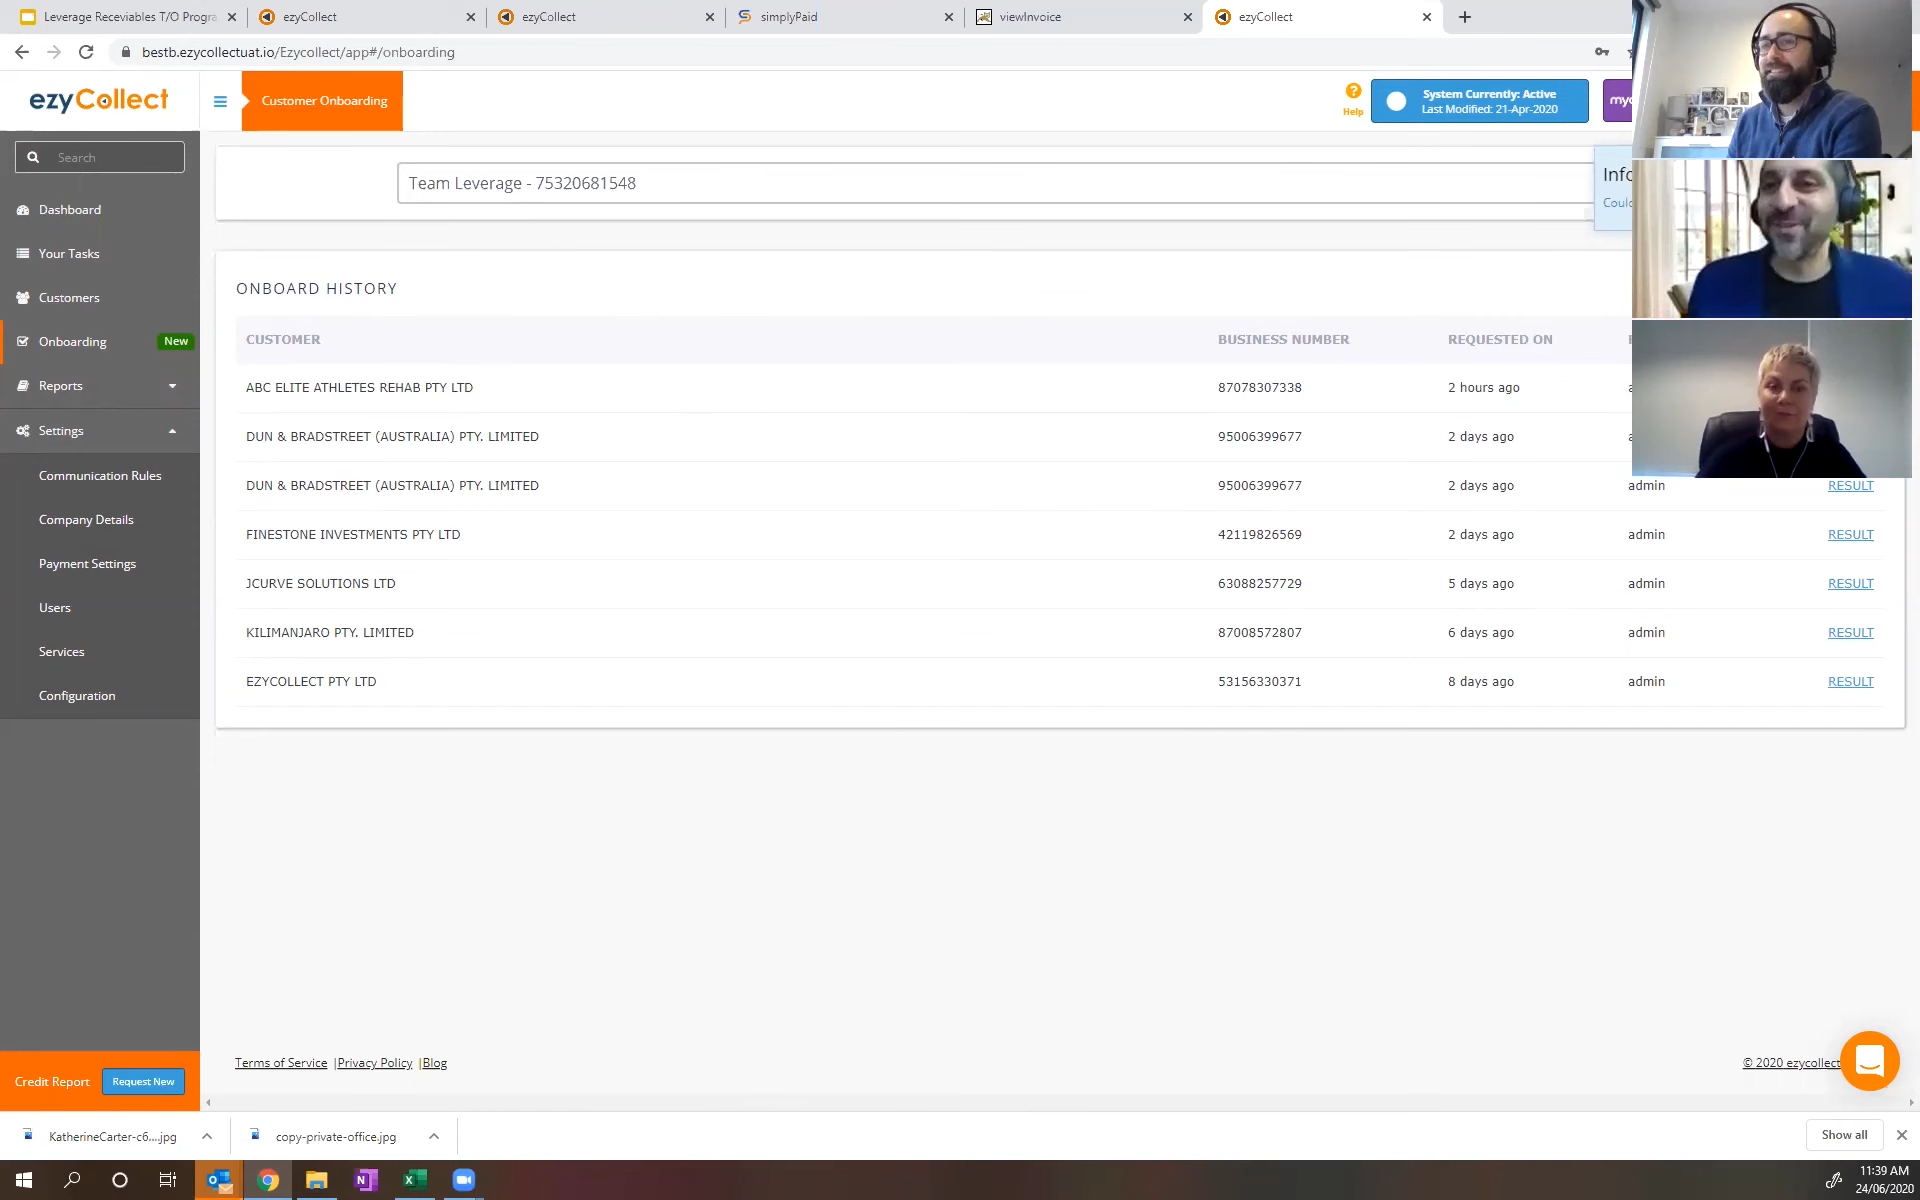 Leverage Receviables T/O Progra
ezyCollect
ezyCollect
simplyPaid
viewInvoice
ezyCollect
bestb.ezycollectuat.io/Ezycollect/app#/onboarding
ezyCollect
Customer Onboarding
Help
System Currently: Active
Last Modified: 21-Apr-2020
Search
Team Leverage - 75320681548
Dashboard
Your Tasks
Customers
Onboarding New
Reports
Settings
Communication Rules
Company Details
Payment Settings
Users
Services
Configuration
ONBOARD HISTORY
CUSTOMER BUSINESS NUMBER REQUESTED ON
ABC ELITE ATHLETES REHAB PTY LTD 87078307338 2 hours ago
DUN & BRADSTREET (AUSTRALIA) PTY. LIMITED 95006399677 2 days ago
DUN & BRADSTREET (AUSTRALIA) PTY. LIMITED 95006399677 2 days ago admin RESULT
FINESTONE INVESTMENTS PTY LTD 42119826569 2 days ago admin RESULT
JCURVE SOLUTIONS LTD 63088257729 5 days ago admin RESULT
KILIMANJARO PTY. LIMITED 87008572807 6 days ago admin RESULT
EZYCOLLECT PTY LTD 53156330371 8 days ago admin RESULT
Terms of Service |Privacy Policy |Blog
© 2020 ezycollect
Credit Report Request New
KatherineCarter-c6....jpg
copy-private-office.jpg
Show all
11:39 AM
24/06/2020